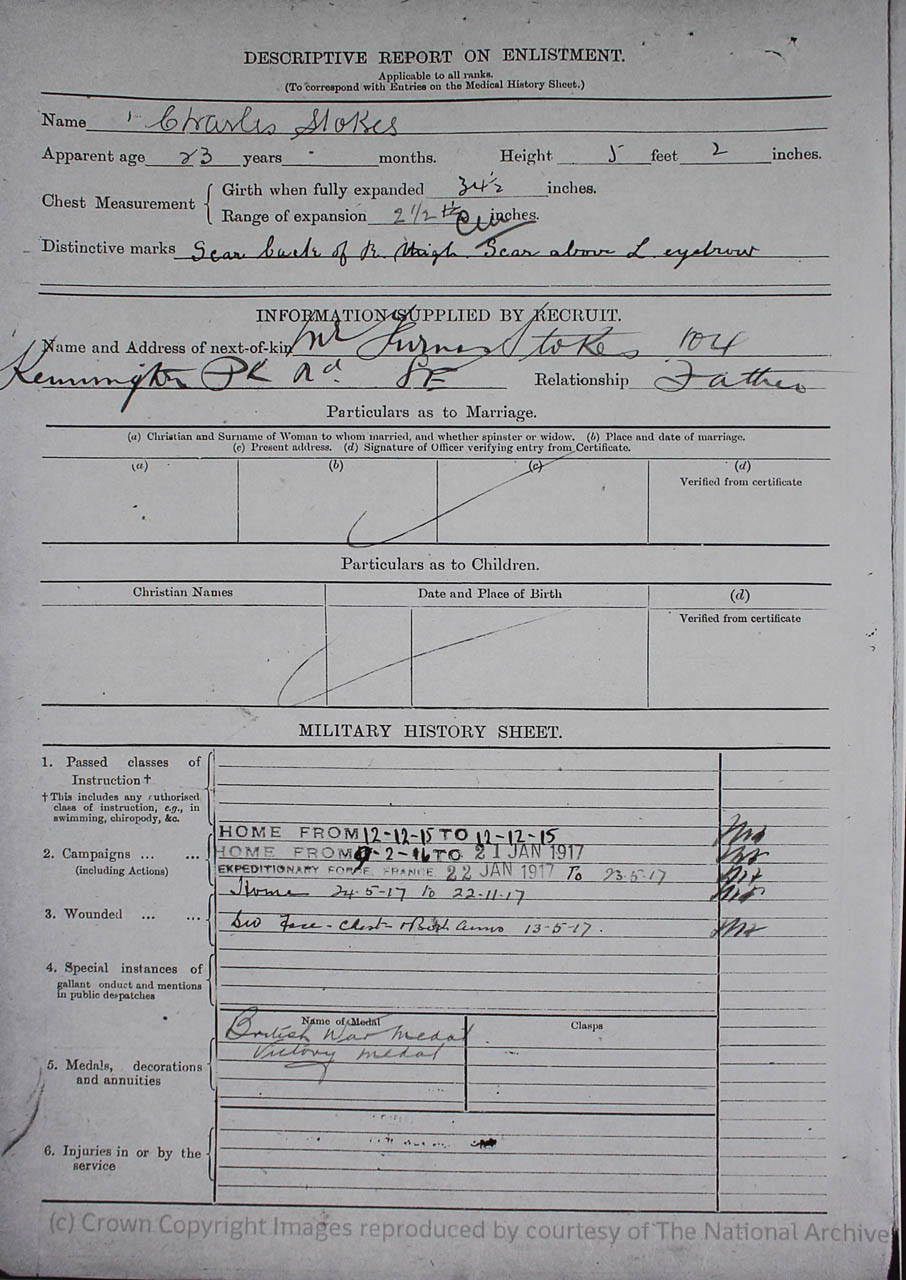 DESCRIPTIVE REPORT ON ENLISTMENT.
Applicable to all ranks.
(To correspond with Entries on the Medical History Sheet.)
Name Charles Stokes
Apparent age 23 years - months. Height 5 feet 2 inches.
Chest Measurement { Girth when fully expanded 34½ inches.
Range of expansion 2 1/2 inches.
Distinctive marks Scar back of R. thigh Scar above L eyebrow
INFORMATION SUPPLIED BY RECRUIT.
Name and Address of next-of-kin Mr Stokes 104
Kennington Pk Rd SE Relationship Father
Particulars as to Marriage.
(a) Christian and Surname of Woman to whom married, and whether spinster or widow. (b) Place and date of marriage.
(c) Present address. (d) Signature of Officer verifying entry from Certificate.
(a) (b) (c) (d)
Verified from certificate
Particulars as to Children.
Christian Names Date and Place of Birth (d)
Verified from certificate
MILITARY HISTORY SHEET.
1. Passed classes of
Instruction †
† This includes any authorised
class of instruction, e.g., in
swimming, chiropody, &c.
HOME FROM 12-12-15 TO 12-12-15
2. Campaigns ... ... HOME FROM 9-2-16 TO 21 JAN 1917
(including Actions) EXPEDITIONARY FORCE, FRANCE 22 JAN 1917 To 23-5-17
Home 24-5-17 to 22-11-17
3. Wounded ... ... Face - Chest - & Both Arms 13-5-17.
4. Special instances of
gallant onduct and mentions
in public despatches
Name of Medal Clasps
British War Medal
Victory Medal
5. Medals, decorations
and annuities
6. Injuries in or by the
service
(c) Crown Copyright Images reproduced by courtesy of The National Archive